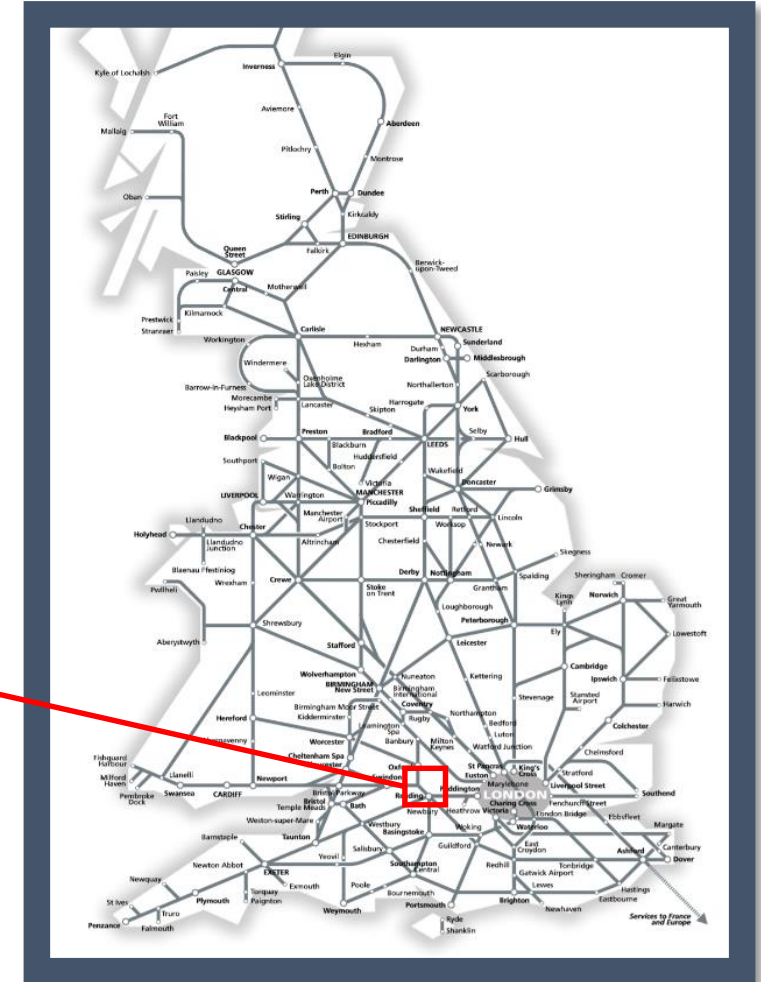 Elgin
Inverness
Kyle of Lochalsh
Aviemore
Fort
William
Mallaig
Aberdeen
Pitlochry
Montrose
Perth
Dundee
Oban
Stirling
Kirkcaldy
EDINBURGH
Queen
Street
Falkirk
Berwick-
upon-Tweed
Paisley
GLASGOW
Central
Motherwell
Prestwick
Kilmarnock
Stranraer
Carlisle
NEWCASTLE
Workington
Hexham
Sunderland
Durham
Darlington
Middlesbrough
Windermere
Scarborough
Oxenholme
Lake District
Northallerton
Barrow-in-Furness
Morecambe
Lancaster
Harrogate
Heysham Port
Skipton
York
Blackpool
Preston
Bradford
Selby
Hull
Blackburn
LEEDS
Southport
Huddersfield
Bolton
Wakefield
Wigan
Victoria
Doncaster
LIVERPOOL
Warrington
MANCHESTER
Piccadilly
Grimsby
Manchester
Airport
Sheffield
Retford
Llandudno
Stockport
Worksop
Lincoln
Holyhead
Chester
Llandudno
Junction
Altrincham
Chesterfield
Newark
Skegness
Blaenau Ffestiniog
Wrexham
Crewe
Derby
Nottingham
Spalding
Sheringham
Cromer
Pwllheli
Stoke
on Trent
Grantham
Kings
Lynn
Norwich
Great
Yarmouth
Loughborough
Peterborough
Aberystwyth
Shrewsbury
Stafford
Leicester
Ely
Lowestoft
Wolverhampton
Nuneaton
Kettering
Cambridge
BIRMINGHAM
New Street
Birmingham
International
Ipswich
Felixstowe
Leominster
Birmingham Moor Street
Coventry
Stevenage
Stansted
Airport
Harwich
Hereford
Kidderminster
Rugby
Northampton
Leamington
Spa
Bedford
Colchester
Worcester
Banbury
Milton
Keynes
Luton
Watford Junction
Chelmsford
Fishguard
Harbour
Cheltenham Spa
St Pancras
King's
Cross
Euston
Stratford
Milford
Haven
Llanelli
Swindon
Marylebone
Liverpool Street
Pembroke
Dock
Swansea
CARDIFF
Newport
Bristol Parkway
Reading
Paddington
LONDON
Southend
Bristol
Temple Meads
Bath
Newbury
Heathrow
Victoria
Charing Cross
Fenchurch Street
London Bridge
Ebbsfleet
Weston-super-Mare
Westbury
Basingstoke
Woking
Waterloo
Margate
Barnstaple
Taunton
Guildford
East
Croydon
Canterbury
Salisbury
Yeovil
Redhill
Tonbridge
Ashford
Dover
Newton Abbot
EXETER
Southampton
Central
Gatwick Airport
Newquay
Exmouth
Poole
Bournemouth
Lewes
Hastings
Eastbourne
St Ives
Plymouth
Torquay
Paignton
Weymouth
Portsmouth
Brighton
Newhaven
Truro
Penzance
Falmouth
Ryde
Shanklin
Services to France
and Europe